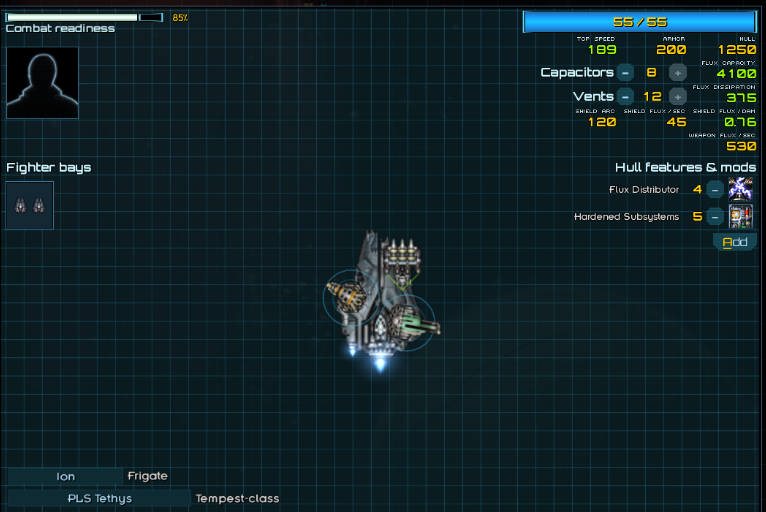 85%
Combat readiness
55 / 55
TOP SPEED ARMOR HULL
189 200 1250
FLUX CAPACITY
Capacitors - 8 + 4100
FLUX DISSIPATION
Vents - 12 + 375
SHIELD ARC SHIELD FLUX/SEC SHIELD FLUX/DAM
120 45 0.76
WEAPON FLUX/SEC
530
Fighter bays
Hull features & mods
Flux Distributor 4 -
Hardened Subsystems 5 -
Add
Ion Frigate
PLS Tethys Tempest-class